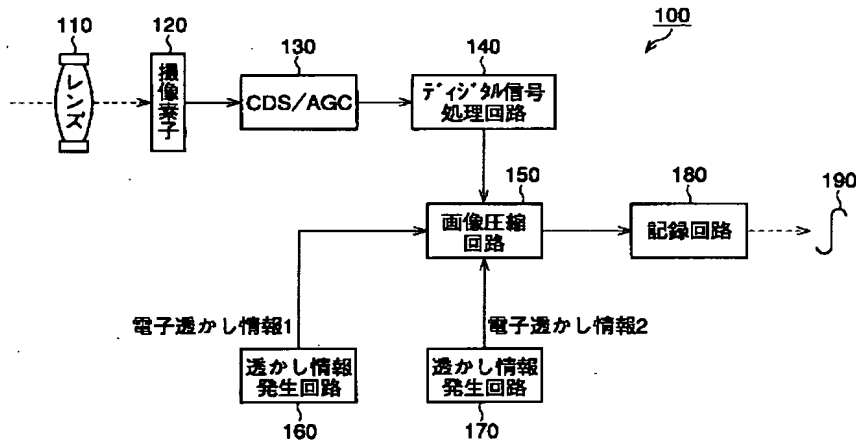 110
120
130
140
100
レンズ
撮像素子
CDS/AGC
ディジタル信号
処理回路
150
180
190
画像圧縮
回路
記録回路
電子透かし情報1
電子透かし情報2
透かし情報
発生回路
透かし情報
発生回路
160
170